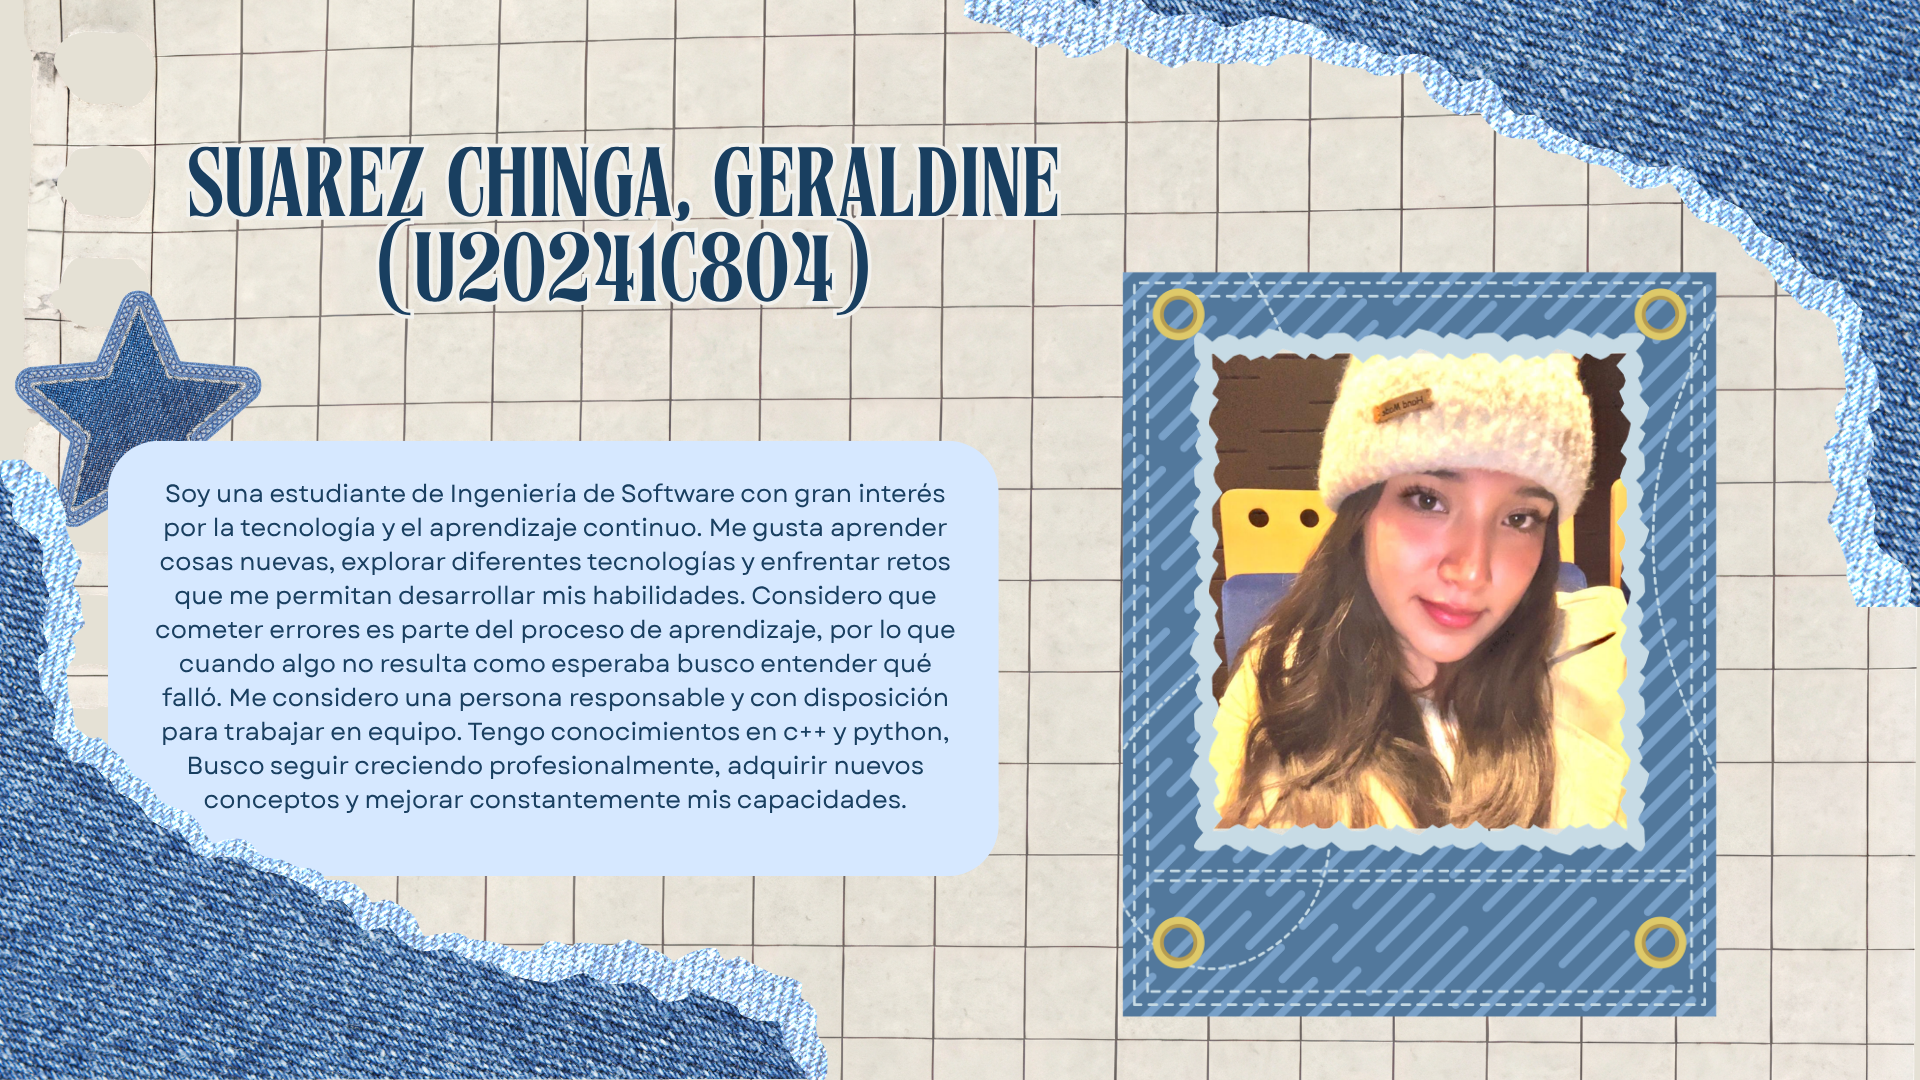 SUAREZ CHINGA, GERALDINE
(U20241C804)
Soy una estudiante de Ingeniería de Software con gran interés
por la tecnología y el aprendizaje continuo. Me gusta aprender
cosas nuevas, explorar diferentes tecnologías y enfrentar retos
que me permitan desarrollar mis habilidades. Considero que
cometer errores es parte del proceso de aprendizaje, por lo que
cuando algo no resulta como esperaba busco entender qué
falló. Me considero una persona responsable y con disposición
para trabajar en equipo. Tengo conocimientos en c++ y python,
Busco seguir creciendo profesionalmente, adquirir nuevos
conceptos y mejorar constantemente mis capacidades.